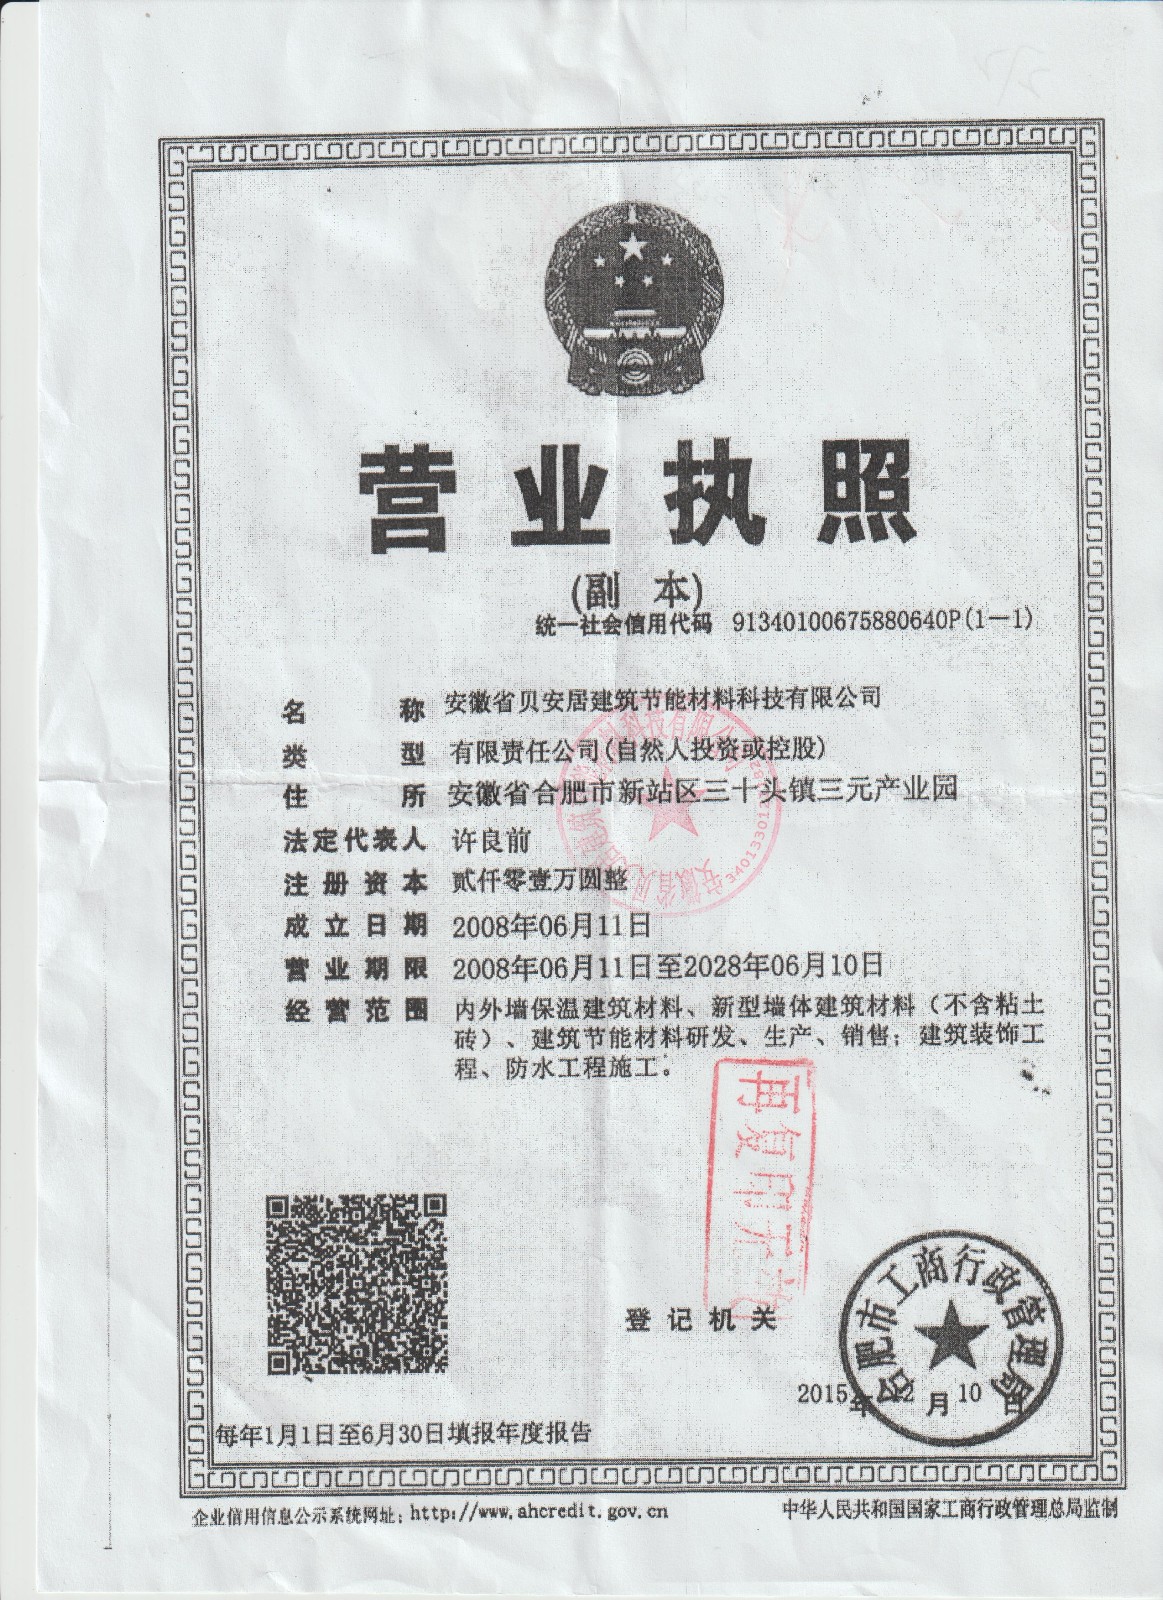 营业执照
(副 本)
统一社会信用代码 91340100675880640P(1—1)
名称 安徽省贝安居建筑节能材料科技有限公司
类型 有限责任公司(自然人投资或控股)
住所 安徽省合肥市新站区三十头镇三元产业园
法定代表人 许良前
注册资本 贰仟零壹万圆整
成立日期 2008年06月11日
营业期限 2008年06月11日至2028年06月10日
经营范围 内外墙保温建筑材料、新型墙体建筑材料（不含粘土
砖）、建筑节能材料研发、生产、销售；建筑装饰工
程、防水工程施工。
再复印无效
登记机关
合肥市工商行政管理局
2015年12月10日
每年1月1日至6月30日填报年度报告
企业信用信息公示系统网址：http://www.ahcredit.gov.cn
中华人民共和国国家工商行政管理总局监制